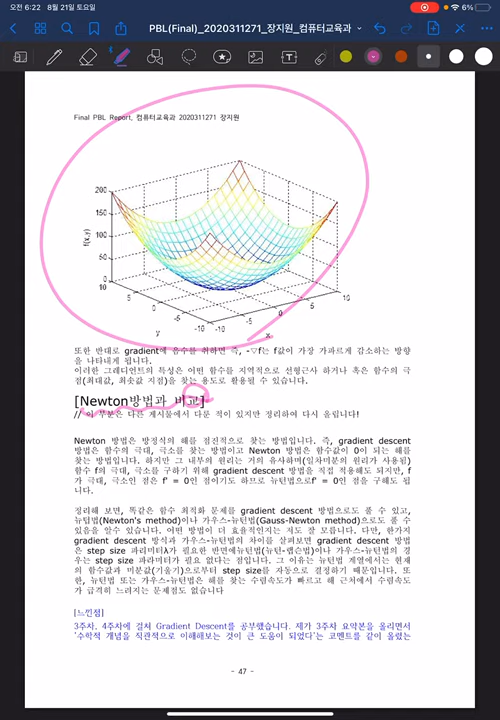 오후 6:22 8월 21일 토요일
6%
PBL(Final)_2020311271_장지원_컴퓨터교육과
Final PBL Report, 컴퓨터교육과 2020311271 장지원
200
150
100
50
0
f(x,y)
10
5
0
-5
-10
y
-10
-5
0
5
10
x
또한 반대로 gradient에 음수를 취하면 즉, -▽f는 f값이 가장 가파르게 감소하는 방향
을 나타내게 됩니다.
이러한 그레디언트의 특성은 어떤 함수를 지역적으로 선형근사 하거나 혹은 함수의 극
점(최대값, 최솟값 지점)을 찾는 용도로 활용될 수 있습니다.
[Newton방법과 비교]
// 이 부분은 다른 게시물에서 다룬 적이 있지만 정리하여 다시 올립니다!
Newton 방법은 방정식의 해를 점진적으로 찾는 방법입니다. 즉, gradient descent
방법은 함수의 극대, 극소를 찾는 방법이고 Newton 방법은 함수값이 0이 되는 해를
찾는 방법입니다. 하지만 그 내부의 원리는 거의 유사하며(일차미분의 원리가 사용됨)
함수 f의 극대, 극소를 구하기 위해 gradient descent 방법을 직접 적용해도 되지만, f
가 극대, 극소인 점은 f' = 0인 점이기도 하므로 뉴턴법으로f' = 0인 점을 구해도 됩
니다.
정리해 보면, 똑같은 함수 최적화 문제를 gradient descent 방법으로도 풀 수 있고,
뉴턴법(Newton's method)이나 가우스-뉴턴법(Gauss-Newton method)으로도 풀 수
있음을 알수 있습니다. 어떤 방법이 더 효율적인지는 저도 잘 모릅니다. 다만, 한가지
gradient descent 방식과 가우스-뉴턴법의 차이를 살펴보면 gradient descent 방법
은 step size 파리미터λ가 필요한 반면에뉴턴법(뉴턴-랩슨법)이나 가우스-뉴턴법의 경
우는 step size 파라미터가 필요 없다는 점입니다. 그 이유는 뉴턴법 계열에서는 현재
의 함수값과 미분값(기울기)으로부터 step size를 자동으로 결정하기 때문입니다. 또
한, 뉴턴법 또는 가우스-뉴턴법은 해를 찾는 수렴속도가 빠르고 해 근처에서 수렴속도
가 급격히 느려지는 문제점도 없습니다
[느낀점]
3주차, 4주차에 걸쳐 Gradient Descent를 공부했습니다. 제가 3주차 요약본을 올리면서
'수학적 개념을 직관적으로 이해해보는 것이 큰 도움이 되었다'는 코멘트를 같이 올렸는
- 47 -